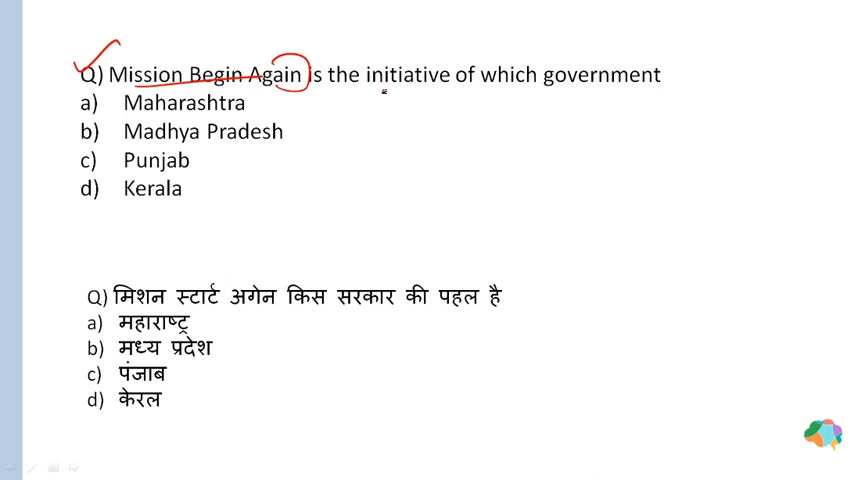 Q) Mission Begin Again is the initiative of which government
a) Maharashtra
b) Madhya Pradesh
c) Punjab
d) Kerala
Q) मिशन स्टार्ट अगेन किस सरकार की पहल है
a) महाराष्ट्र
b) मध्य प्रदेश
c) पंजाब
d) केरल